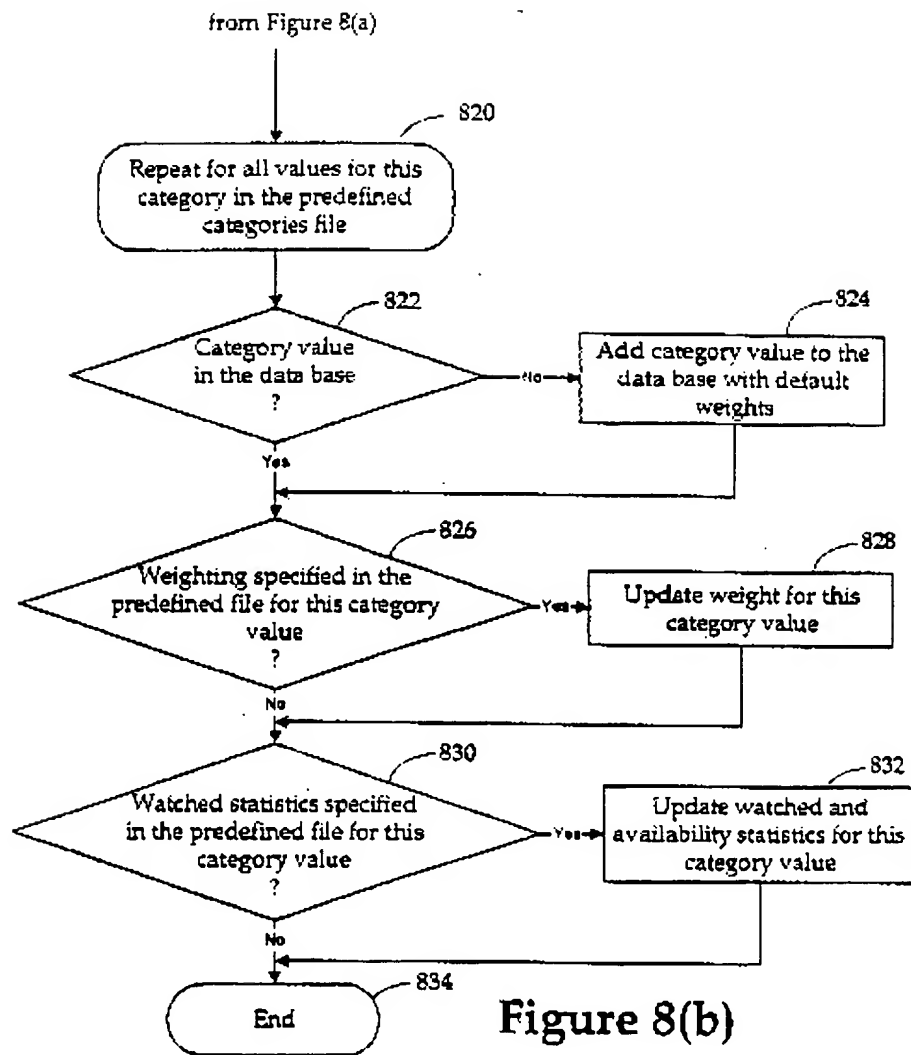 from Figure 8(a)
820
Repeat for all values for this
category in the predefined
categories file
822
Category value
in the data base
?
No
824
Add category value to the
data base with default
weights
Yes
826
Weighting specified in the
predefined file for this category
value
?
Yes
828
Update weight for this
category value
No
830
Watched statistics specified
in the predefined file for this
category value
?
Yes
832
Update watched and
availability statistics for this
category value
No
834
End
Figure 8(b)